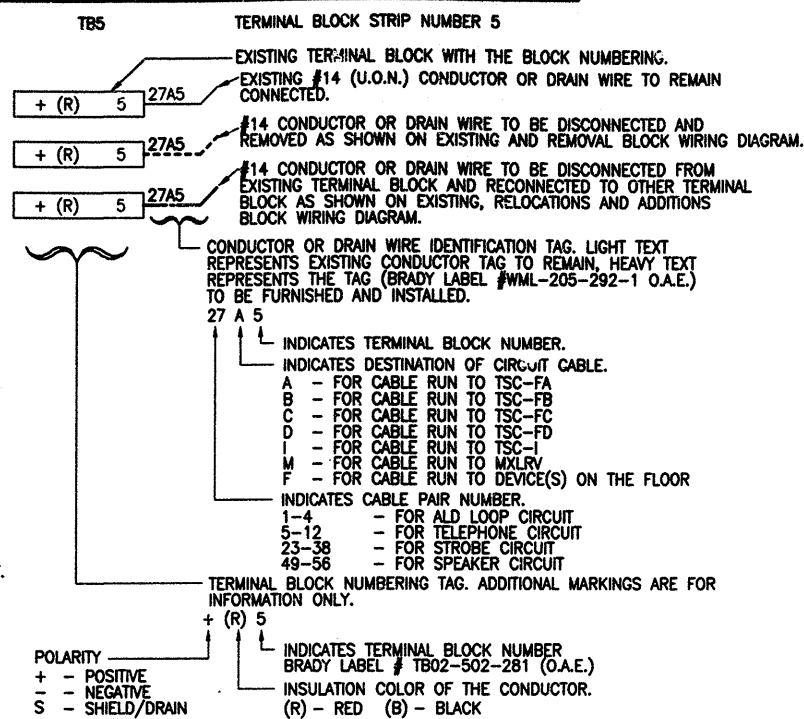 TB5 TERMINAL BLOCK STRIP NUMBER 5
EXISTING TERMINAL BLOCK WITH THE BLOCK NUMBERING.
+ (R) 5 27A5
EXISTING #14 (U.O.N.) CONDUCTOR OR DRAIN WIRE TO REMAIN
CONNECTED.
+ (R) 5 27A5
#14 CONDUCTOR OR DRAIN WIRE TO BE DISCONNECTED AND
REMOVED AS SHOWN ON EXISTING AND REMOVAL BLOCK WIRING DIAGRAM.
+ (R) 5 27A5
#14 CONDUCTOR OR DRAIN WIRE TO BE DISCONNECTED FROM
EXISTING TERMINAL BLOCK AND RECONNECTED TO OTHER TERMINAL
BLOCK AS SHOWN ON EXISTING, RELOCATIONS AND ADDITIONS
BLOCK WIRING DIAGRAM.
CONDUCTOR OR DRAIN WIRE IDENTIFICATION TAG. LIGHT TEXT
REPRESENTS EXISTING CONDUCTOR TAG TO REMAIN, HEAVY TEXT
REPRESENTS THE TAG (BRADY LABEL #WML-205-292-1 O.A.E.)
TO BE FURNISHED AND INSTALLED.
27 A 5
INDICATES TERMINAL BLOCK NUMBER.
INDICATES DESTINATION OF CIRCUIT CABLE.
A - FOR CABLE RUN TO TSC-FA
B - FOR CABLE RUN TO TSC-FB
C - FOR CABLE RUN TO TSC-FC
D - FOR CABLE RUN TO TSC-FD
I - FOR CABLE RUN TO TSC-I
M - FOR CABLE RUN TO MXLRV
F - FOR CABLE RUN TO DEVICE(S) ON THE FLOOR
INDICATES CABLE PAIR NUMBER.
1-4 - FOR ALD LOOP CIRCUIT
5-12 - FOR TELEPHONE CIRCUIT
23-38 - FOR STROBE CIRCUIT
49-56 - FOR SPEAKER CIRCUIT
TERMINAL BLOCK NUMBERING TAG. ADDITIONAL MARKINGS ARE FOR
INFORMATION ONLY.
+ (R) 5
INDICATES TERMINAL BLOCK NUMBER
BRADY LABEL # TB02-502-281 (O.A.E.)
INSULATION COLOR OF THE CONDUCTOR.
(R) - RED (B) - BLACK
POLARITY
+ - POSITIVE
- - NEGATIVE
S - SHIELD/DRAIN